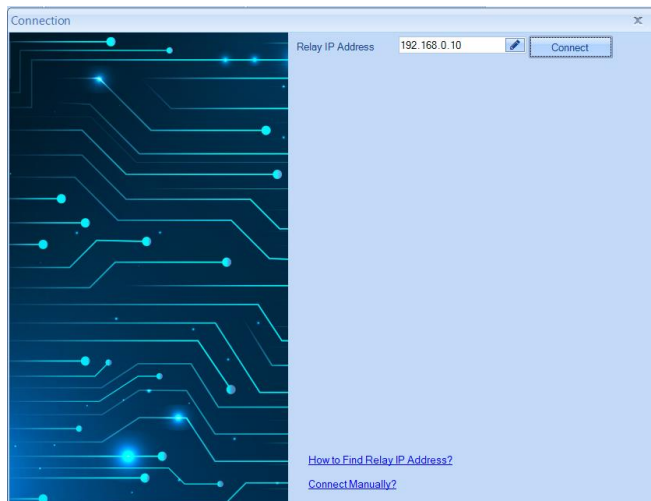 Connection
Relay IP Address 192.168.0.10 Connect
How to Find Relay IP Address?
Connect Manually?